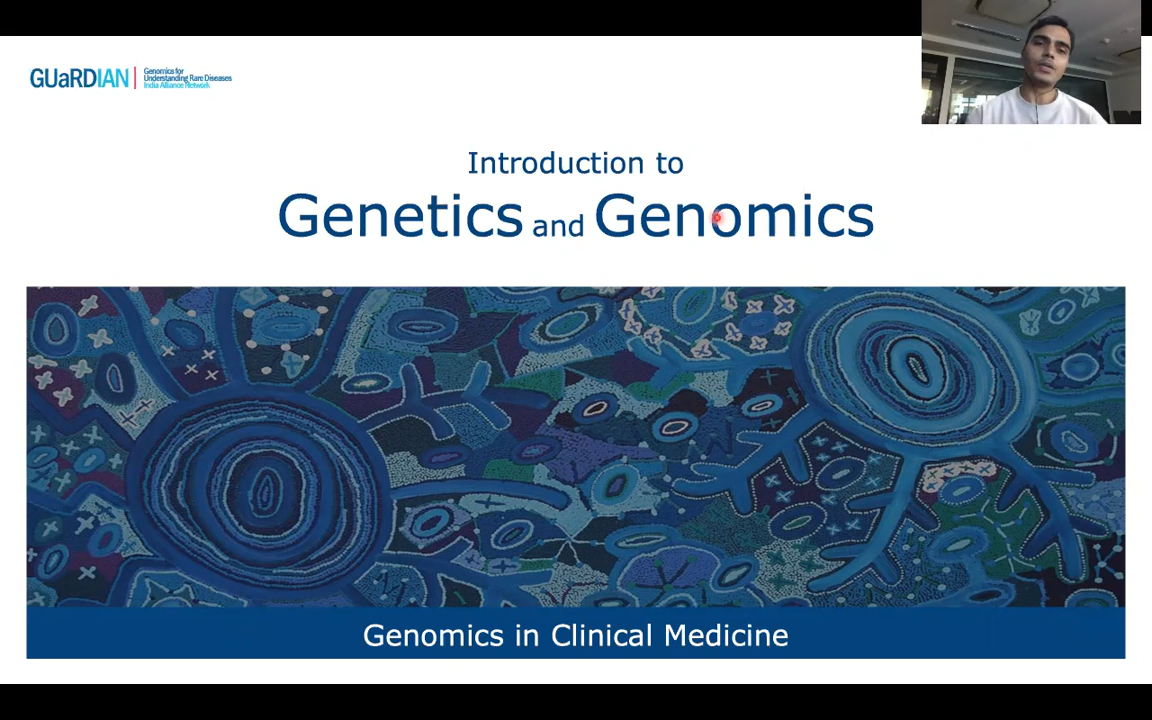 GUaRDIAN
Genomics for
Understanding Rare Diseases
India Alliance Network
Introduction to
Genetics and Genomics
Genomics in Clinical Medicine